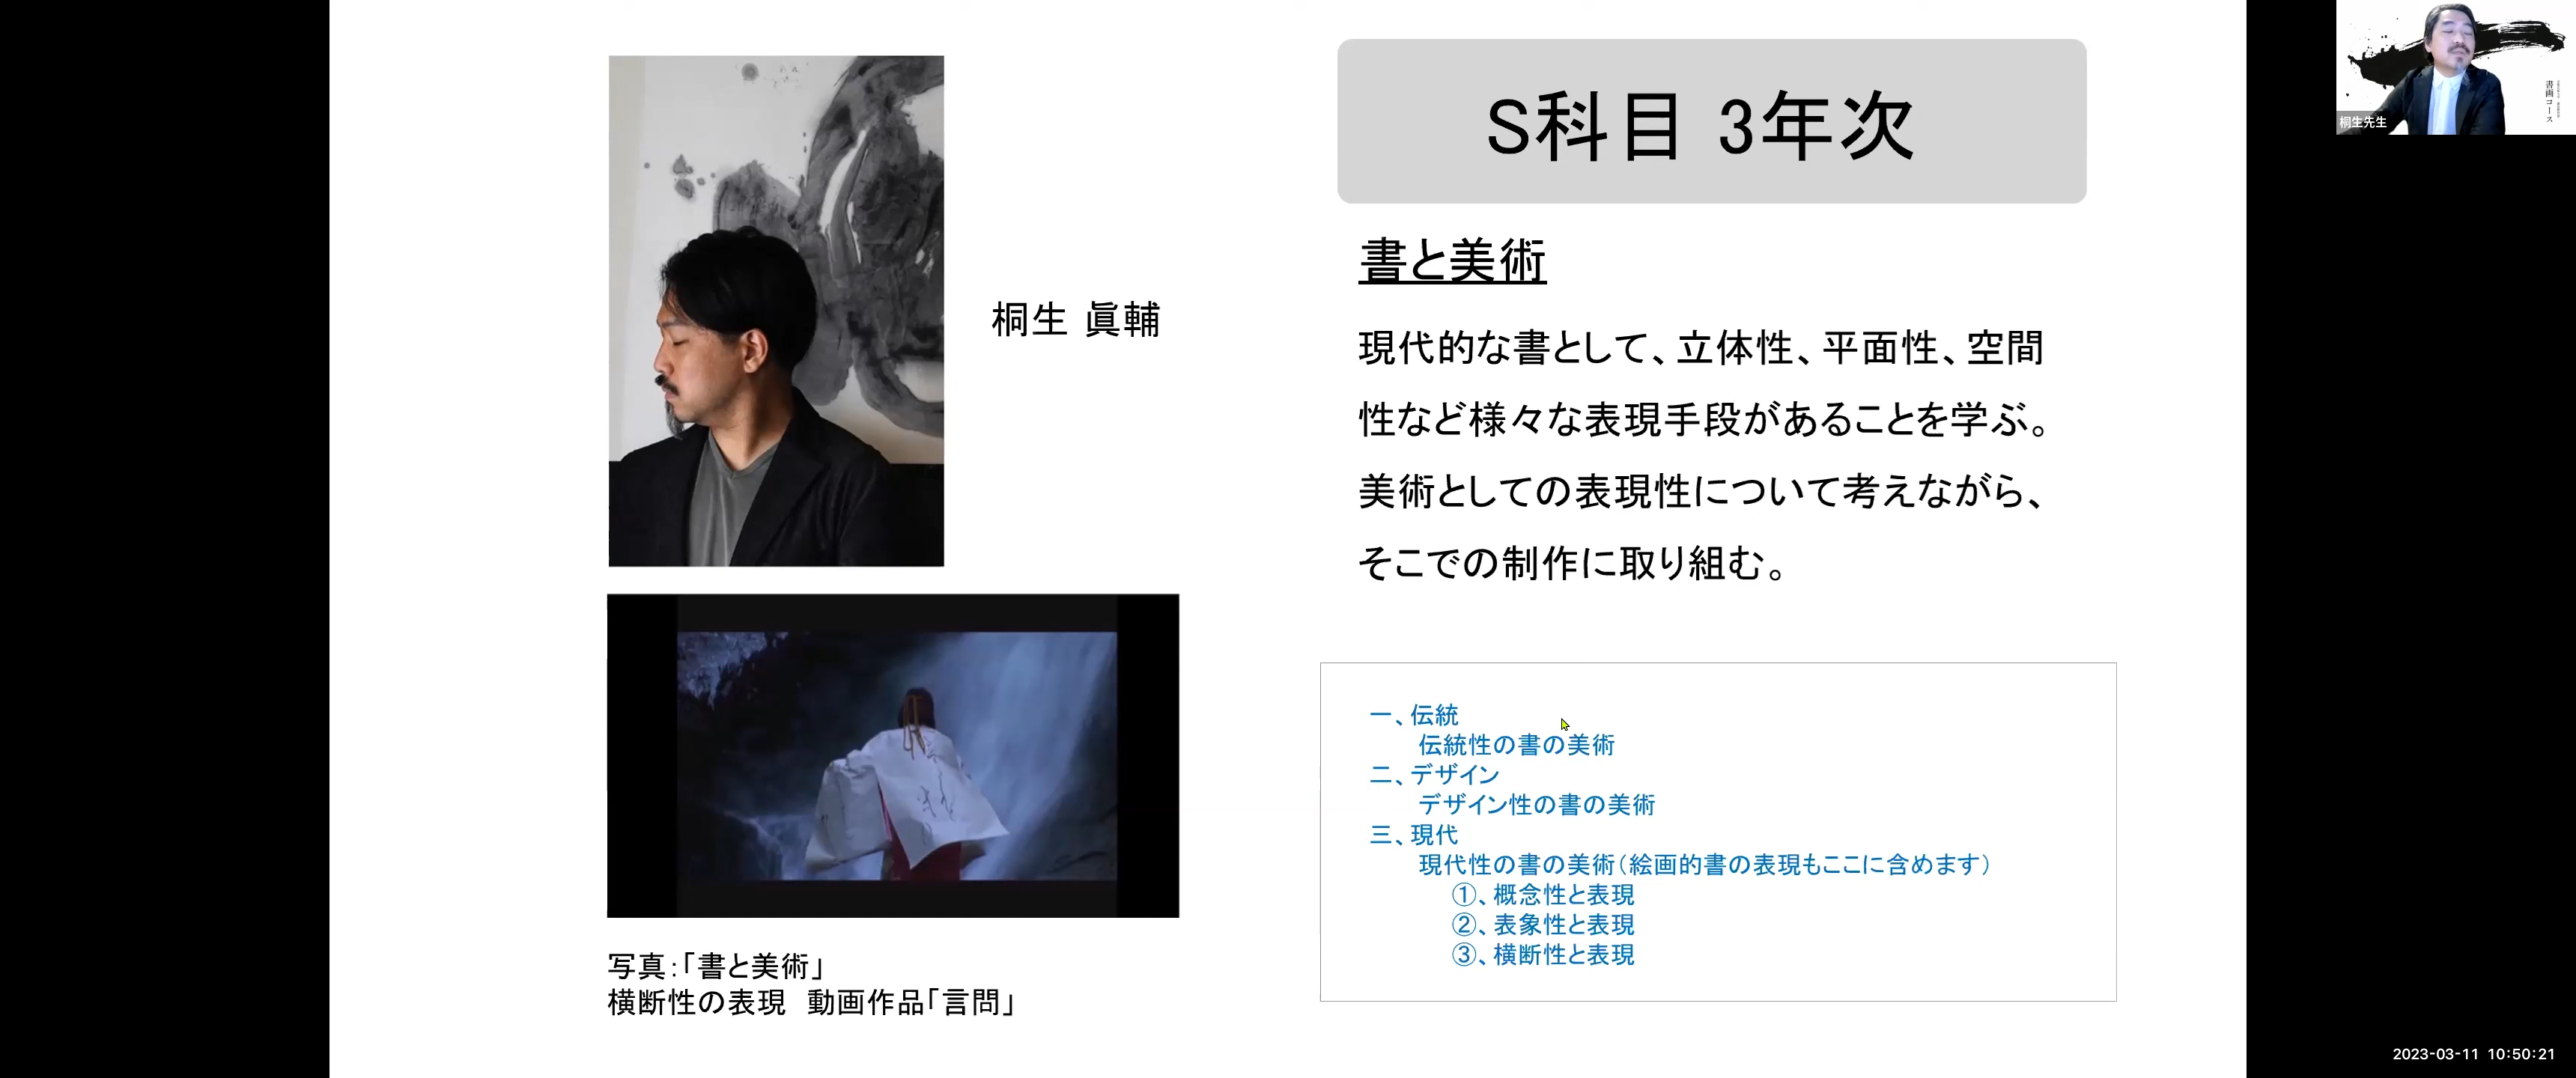 桐生 眞輔
写真:「書と美術」
横断性の表現　動画作品「言問」
S科目 3年次
書と美術
現代的な書として、立体性、平面性、空間
性など様々な表現手段があることを学ぶ。
美術としての表現性について考えながら、
そこでの制作に取り組む。
一、伝統
伝統性の書の美術
二、デザイン
デザイン性の書の美術
三、現代
現代性の書の美術（絵画的書の表現もここに含めます）
①、概念性と表現
②、表象性と表現
③、横断性と表現
書画コース
桐生先生
2023-03-11 10:50:21